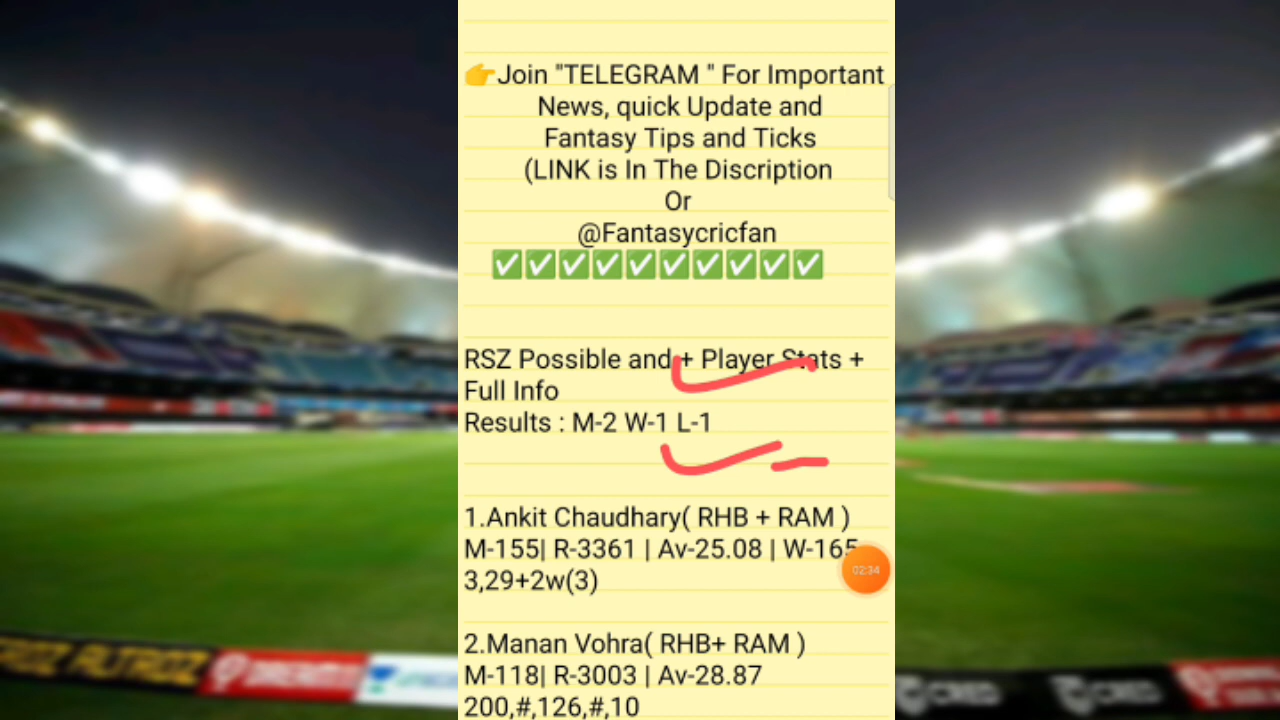 👉Join "TELEGRAM " For Important
News, quick Update and
Fantasy Tips and Ticks
(LINK is In The Discription
Or
@Fantasycricfan
✅✅✅✅✅✅✅✅✅✅
RSZ Possible and + Player Stats +
Full Info
Results : M-2 W-1 L-1
1.Ankit Chaudhary( RHB + RAM )
M-155| R-3361 | Av-25.08 | W-165
3,29+2w(3)
02:34
2.Manan Vohra( RHB+ RAM )
M-118| R-3003 | Av-28.87
200,#,126,#,10
CRED
CRED